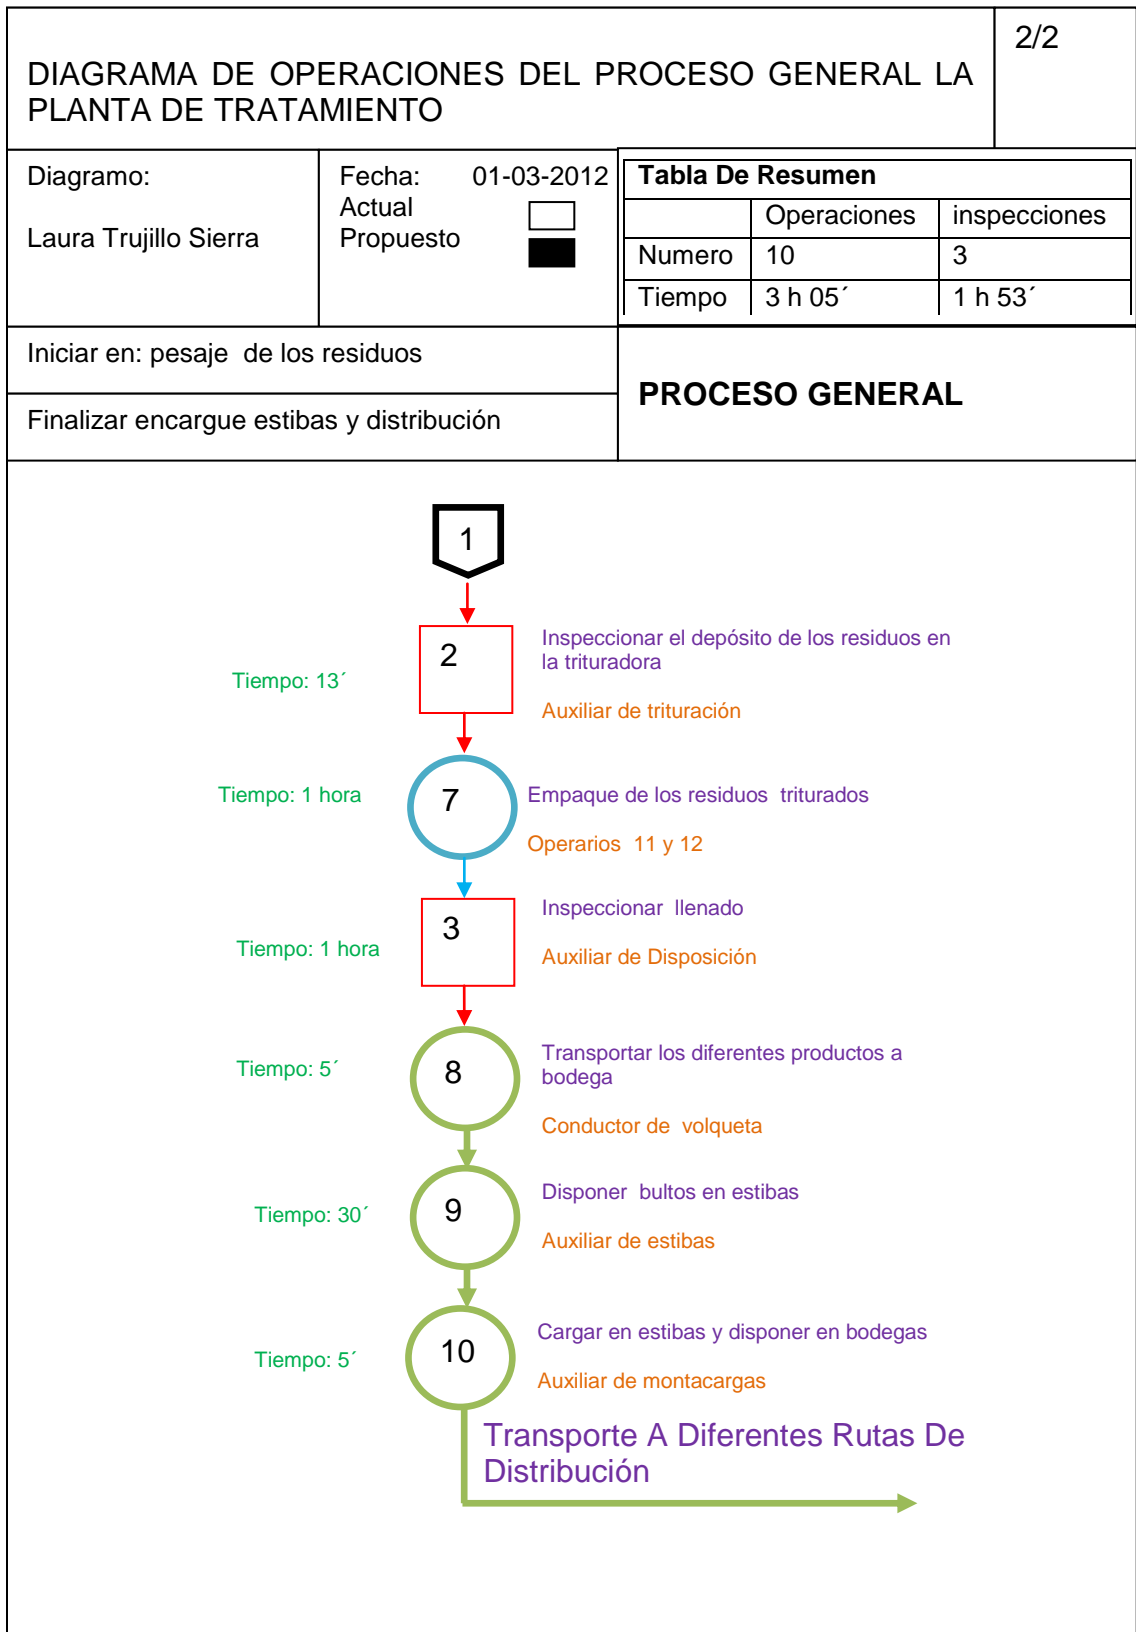 DIAGRAMA DE OPERACIONES DEL PROCESO GENERAL LA
PLANTA DE TRATAMIENTO
2/2
Diagramo:
Laura Trujillo Sierra
Fecha: 01-03-2012
Actual
Propuesto
Tabla De Resumen
Operaciones inspecciones
Numero 10 3
Tiempo 3 h 05´ 1 h 53´
Iniciar en: pesaje de los residuos
Finalizar encargue estibas y distribución
PROCESO GENERAL
1
2
Tiempo: 13´
Inspeccionar el depósito de los residuos en
la trituradora
Auxiliar de trituración
Tiempo: 1 hora
7
Empaque de los residuos triturados
Operarios 11 y 12
Tiempo: 1 hora
3
Inspeccionar llenado
Auxiliar de Disposición
Tiempo: 5´
8
Transportar los diferentes productos a
bodega
Conductor de volqueta
Tiempo: 30´
9
Disponer bultos en estibas
Auxiliar de estibas
Tiempo: 5´
10
Cargar en estibas y disponer en bodegas
Auxiliar de montacargas
Transporte A Diferentes Rutas De
Distribución